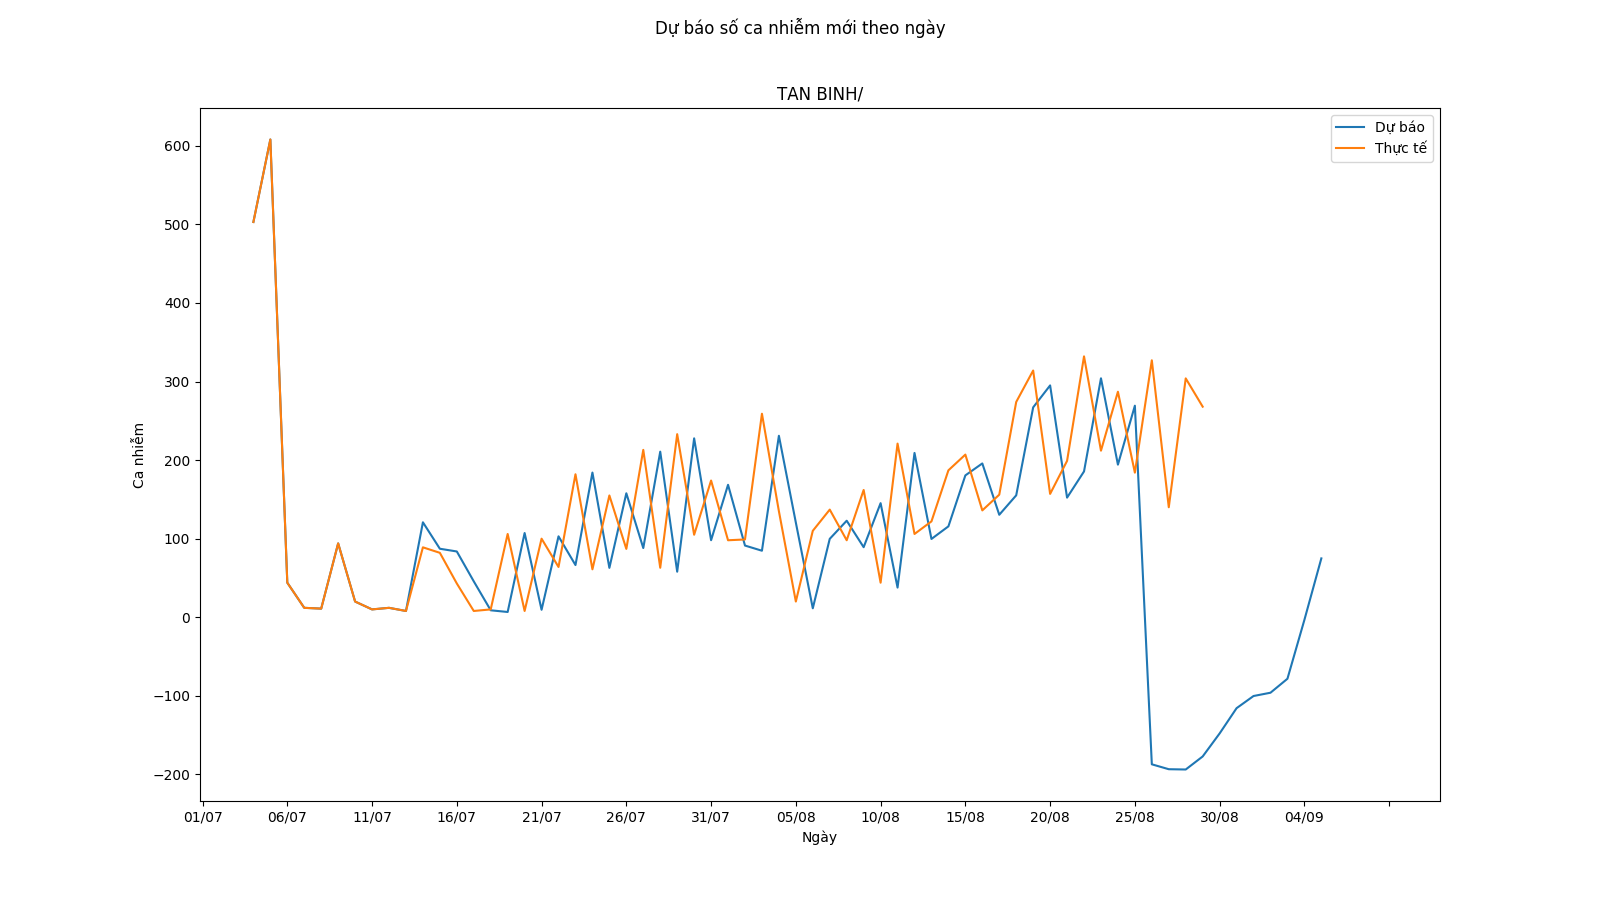 Dự báo số ca nhiễm mới theo ngày
TAN BINH/
Dự báo
Thực tế
600
500
400
300
200
100
0
−100
−200
Ca nhiễm
01/07 06/07 11/07 16/07 21/07 26/07 31/07 05/08 10/08 15/08 20/08 25/08 30/08 04/09
Ngày